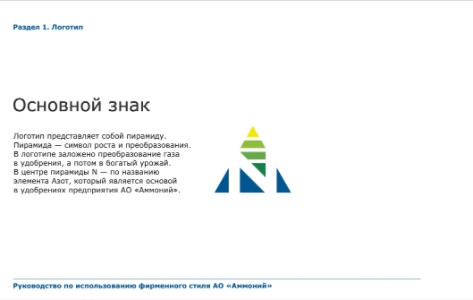 Раздел 1. Логотип
Основной знак
Логотип представляет собой пирамиду.
Пирамида — символ роста и преобразования.
В логотипе заложено преобразование газа
в удобрения, а потом в богатый урожай.
В центре пирамиды N — по названию
элемента Азот, который является основой
в удобрениях предприятия АО «Аммоний».
Руководство по использованию фирменного стиля АО «Аммоний»